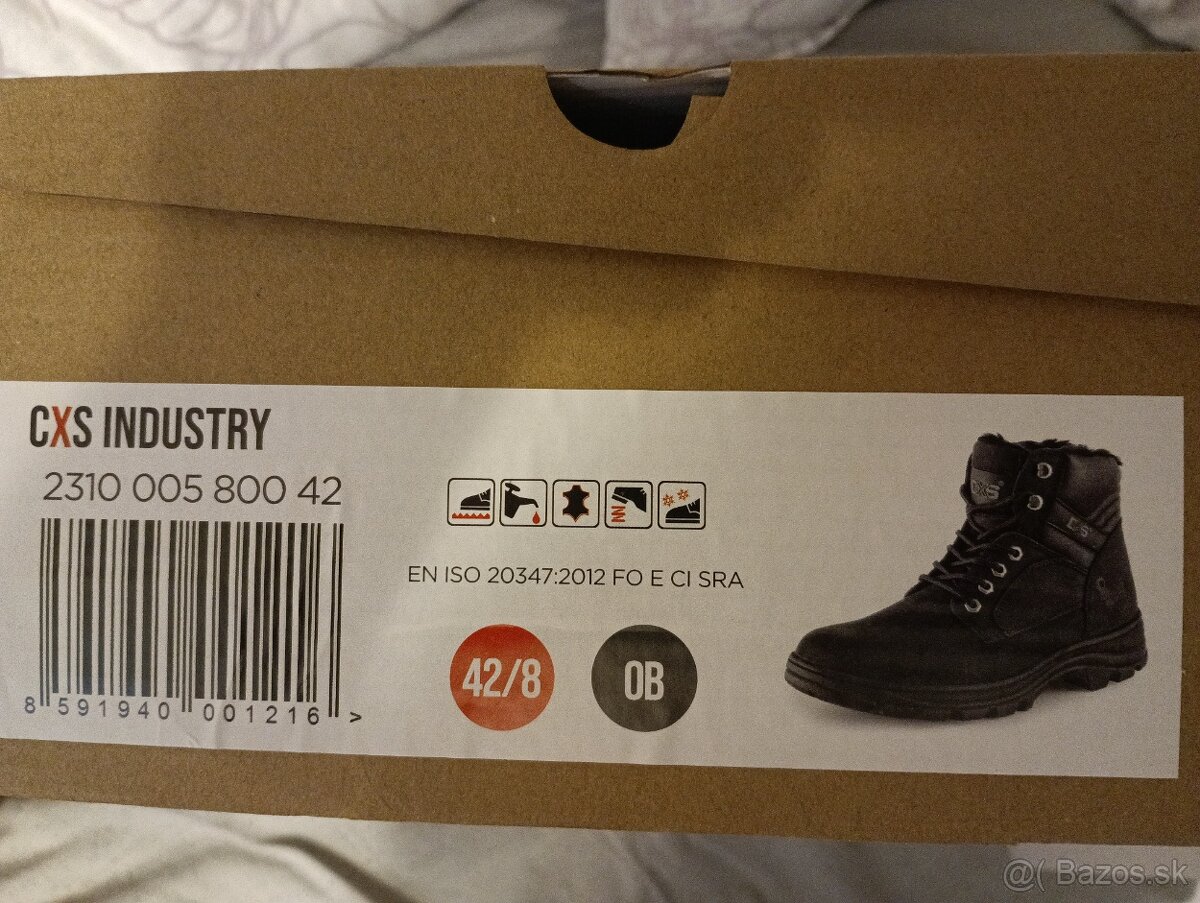 CXS INDUSTRY
2310 005 800 42
EN ISO 20347:2012 FO E CI SRA
42/8
OB
8 591940 001216 >
CXS
@( Bazos.sk